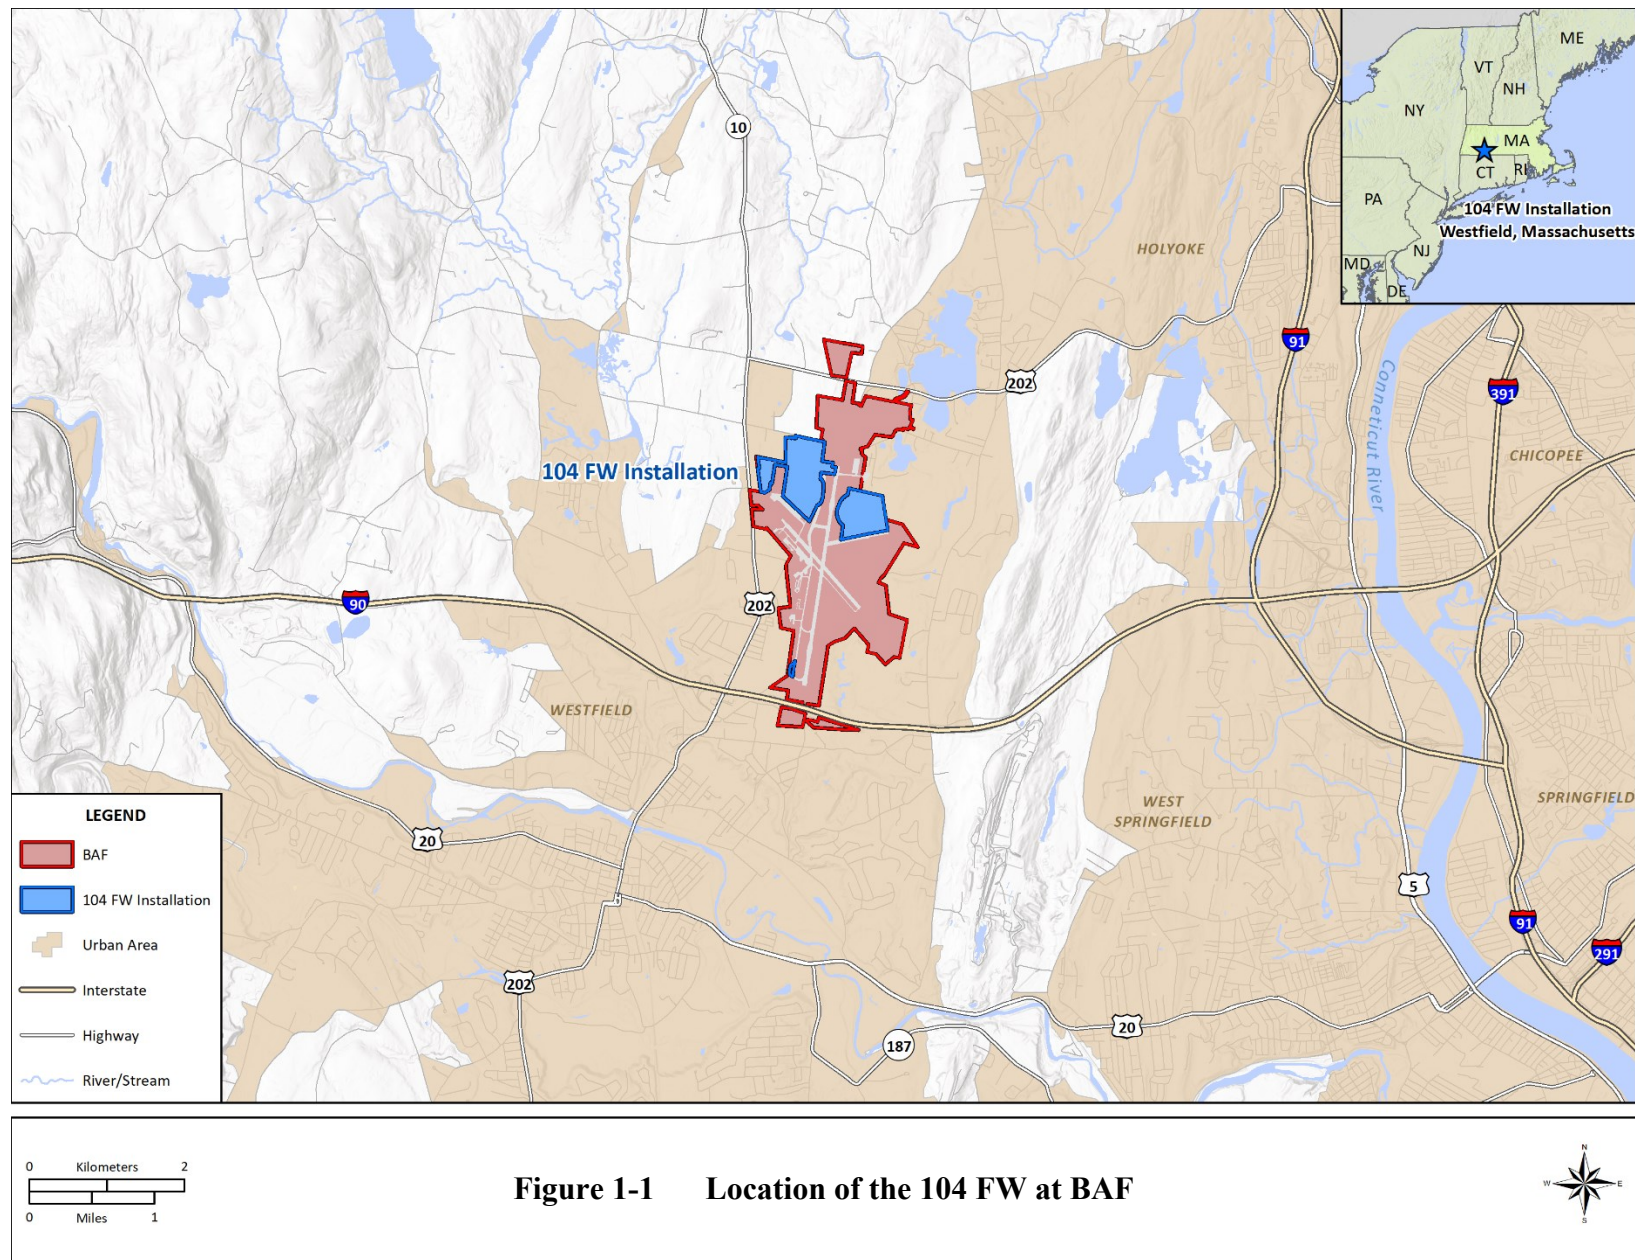 ME
VT
NH
NY
MA
CT
RI
PA
104 FW Installation
Westfield, Massachusetts
NJ
MD
DE
10
HOLYOKE
91
202
391
Conneticut River
CHICOPEE
104 FW Installation
90
202
WESTFIELD
WEST
SPRINGFIELD
SPRINGFIELD
20
5
91
291
202
20
187
LEGEND
BAF
104 FW Installation
Urban Area
Interstate
Highway
River/Stream
0 Kilometers 2
0 Miles 1
Figure 1-1 Location of the 104 FW at BAF
N
W E
S